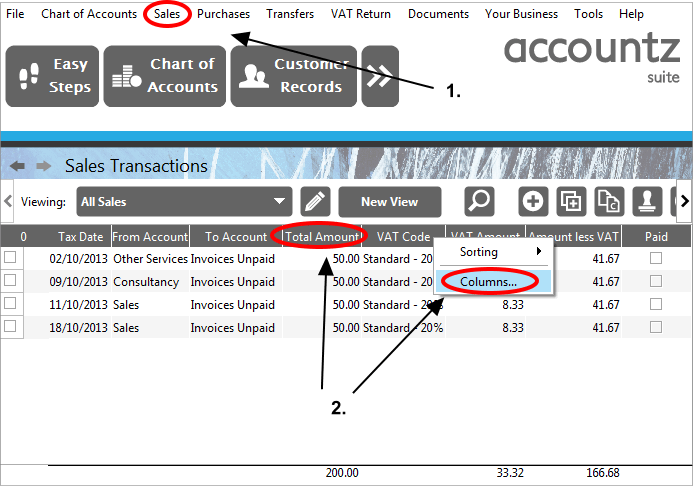 File Chart of Accounts Sales Purchases Transfers VAT Return Documents Your Business Tools Help
Easy Steps
Chart of Accounts
Customer Records
1.
accountz
suite
Sales Transactions
Viewing: All Sales New View
0 Tax Date From Account To Account Total Amount VAT Code VAT Amount Amount less VAT Paid
02/10/2013 Other Services Invoices Unpaid 50.00 Standard - 20 41.67
09/10/2013 Consultancy Invoices Unpaid 50.00 Standard - 20 41.67
11/10/2013 Sales Invoices Unpaid 50.00 Standard - 20% 8.33 41.67
18/10/2013 Sales Invoices Unpaid 50.00 Standard - 20% 8.33 41.67
Sorting
Columns...
2.
200.00 33.32 166.68